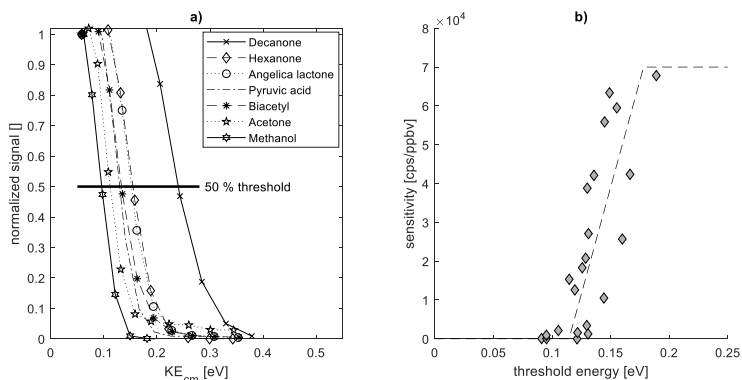 a)
normalized signal []
1
0.9
0.8
0.7
0.6
0.5
0.4
0.3
0.2
0.1
0
Decanone
Hexanone
Angelica lactone
Pyruvic acid
Biacetyl
Acetone
Methanol
50 % threshold
0 0.1 0.2 0.3 0.4 0.5
KEcm [eV]
b)
× 10⁴
sensitivity [cps/ppbv]
8
7
6
5
4
3
2
1
0
0 0.05 0.1 0.15 0.2 0.25
threshold energy [eV]